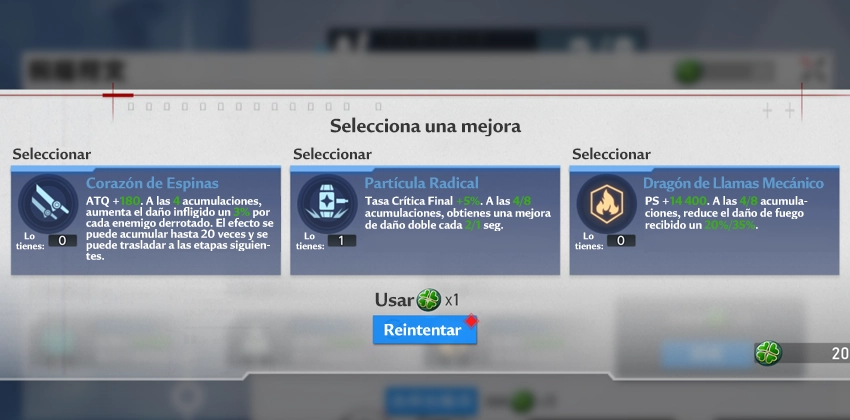 Selecciona una mejora
Seleccionar
Corazón de Espinas
ATQ +180. A las 4 acumulaciones,
aumenta el daño infligido un 3% por
cada enemigo derrotado. El efecto se
puede acumular hasta 20 veces y se
puede trasladar a las etapas siguien-
tes.
Lo
tienes: 0
Seleccionar
Partícula Radical
Tasa Crítica Final +5%. A las 4/8
acumulaciones, obtienes una mejora
de daño doble cada 2/1 seg.
Lo
tienes: 1
Seleccionar
Dragón de Llamas Mecánico
PS +14 400. A las 4/8 acumula-
ciones, reduce el daño de fuego
recibido un 20%/35%.
Lo
tienes: 0
Usar x1
Reintentar
20